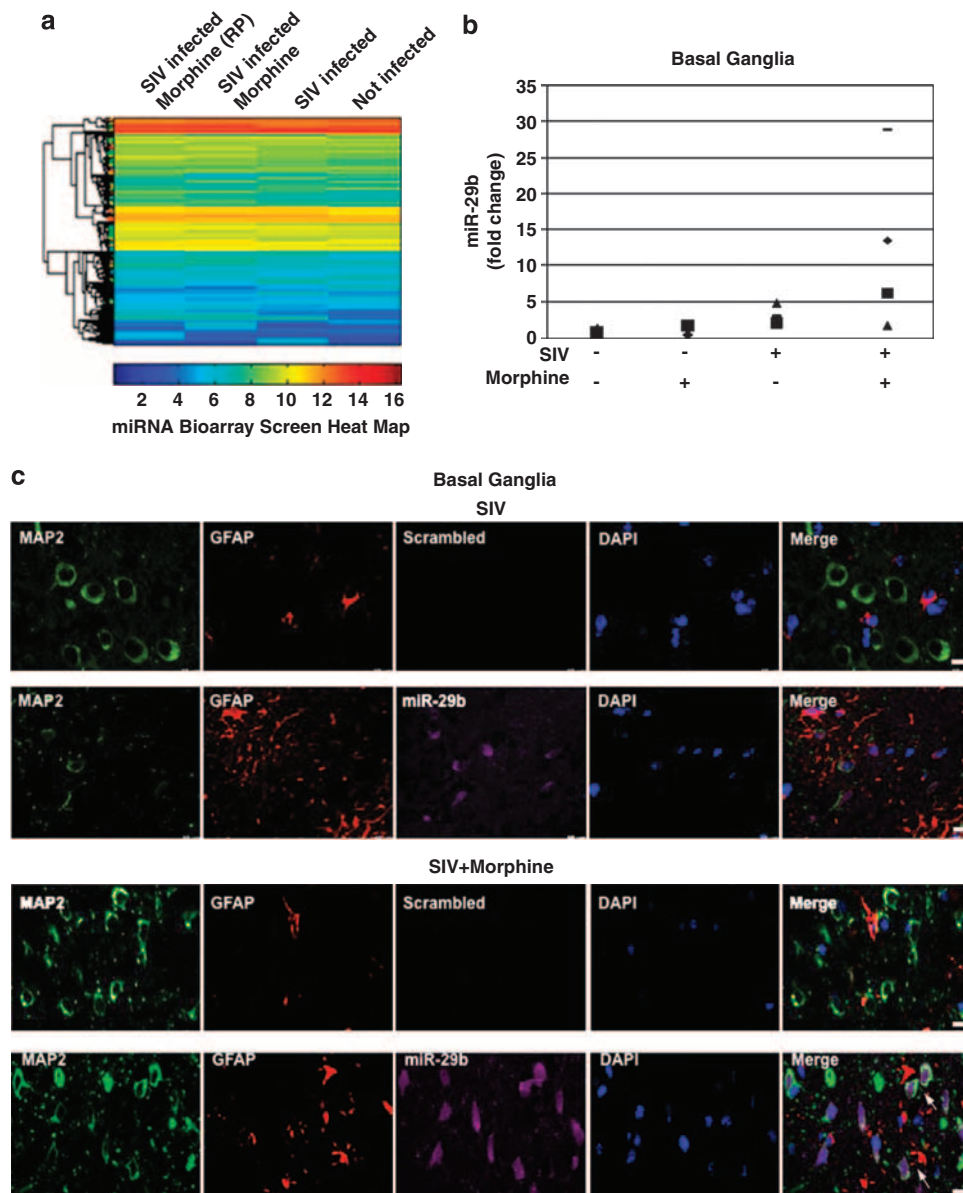 a
SIV infected
Morphine (RP)
SIV infected
Morphine
SIV infected
Not infected
2 4 6 8 10 12 14 16
miRNA Bioarray Screen Heat Map
b
Basal Ganglia
miR-29b
(fold change)
35
30
25
20
15
10
5
0
SIV - - + +
Morphine - + - +
c
Basal Ganglia
SIV
MAP2 GFAP Scrambled DAPI Merge
MAP2 GFAP miR-29b DAPI Merge
SIV+Morphine
MAP2 GFAP Scrambled DAPI Merge
MAP2 GFAP miR-29b DAPI Merge